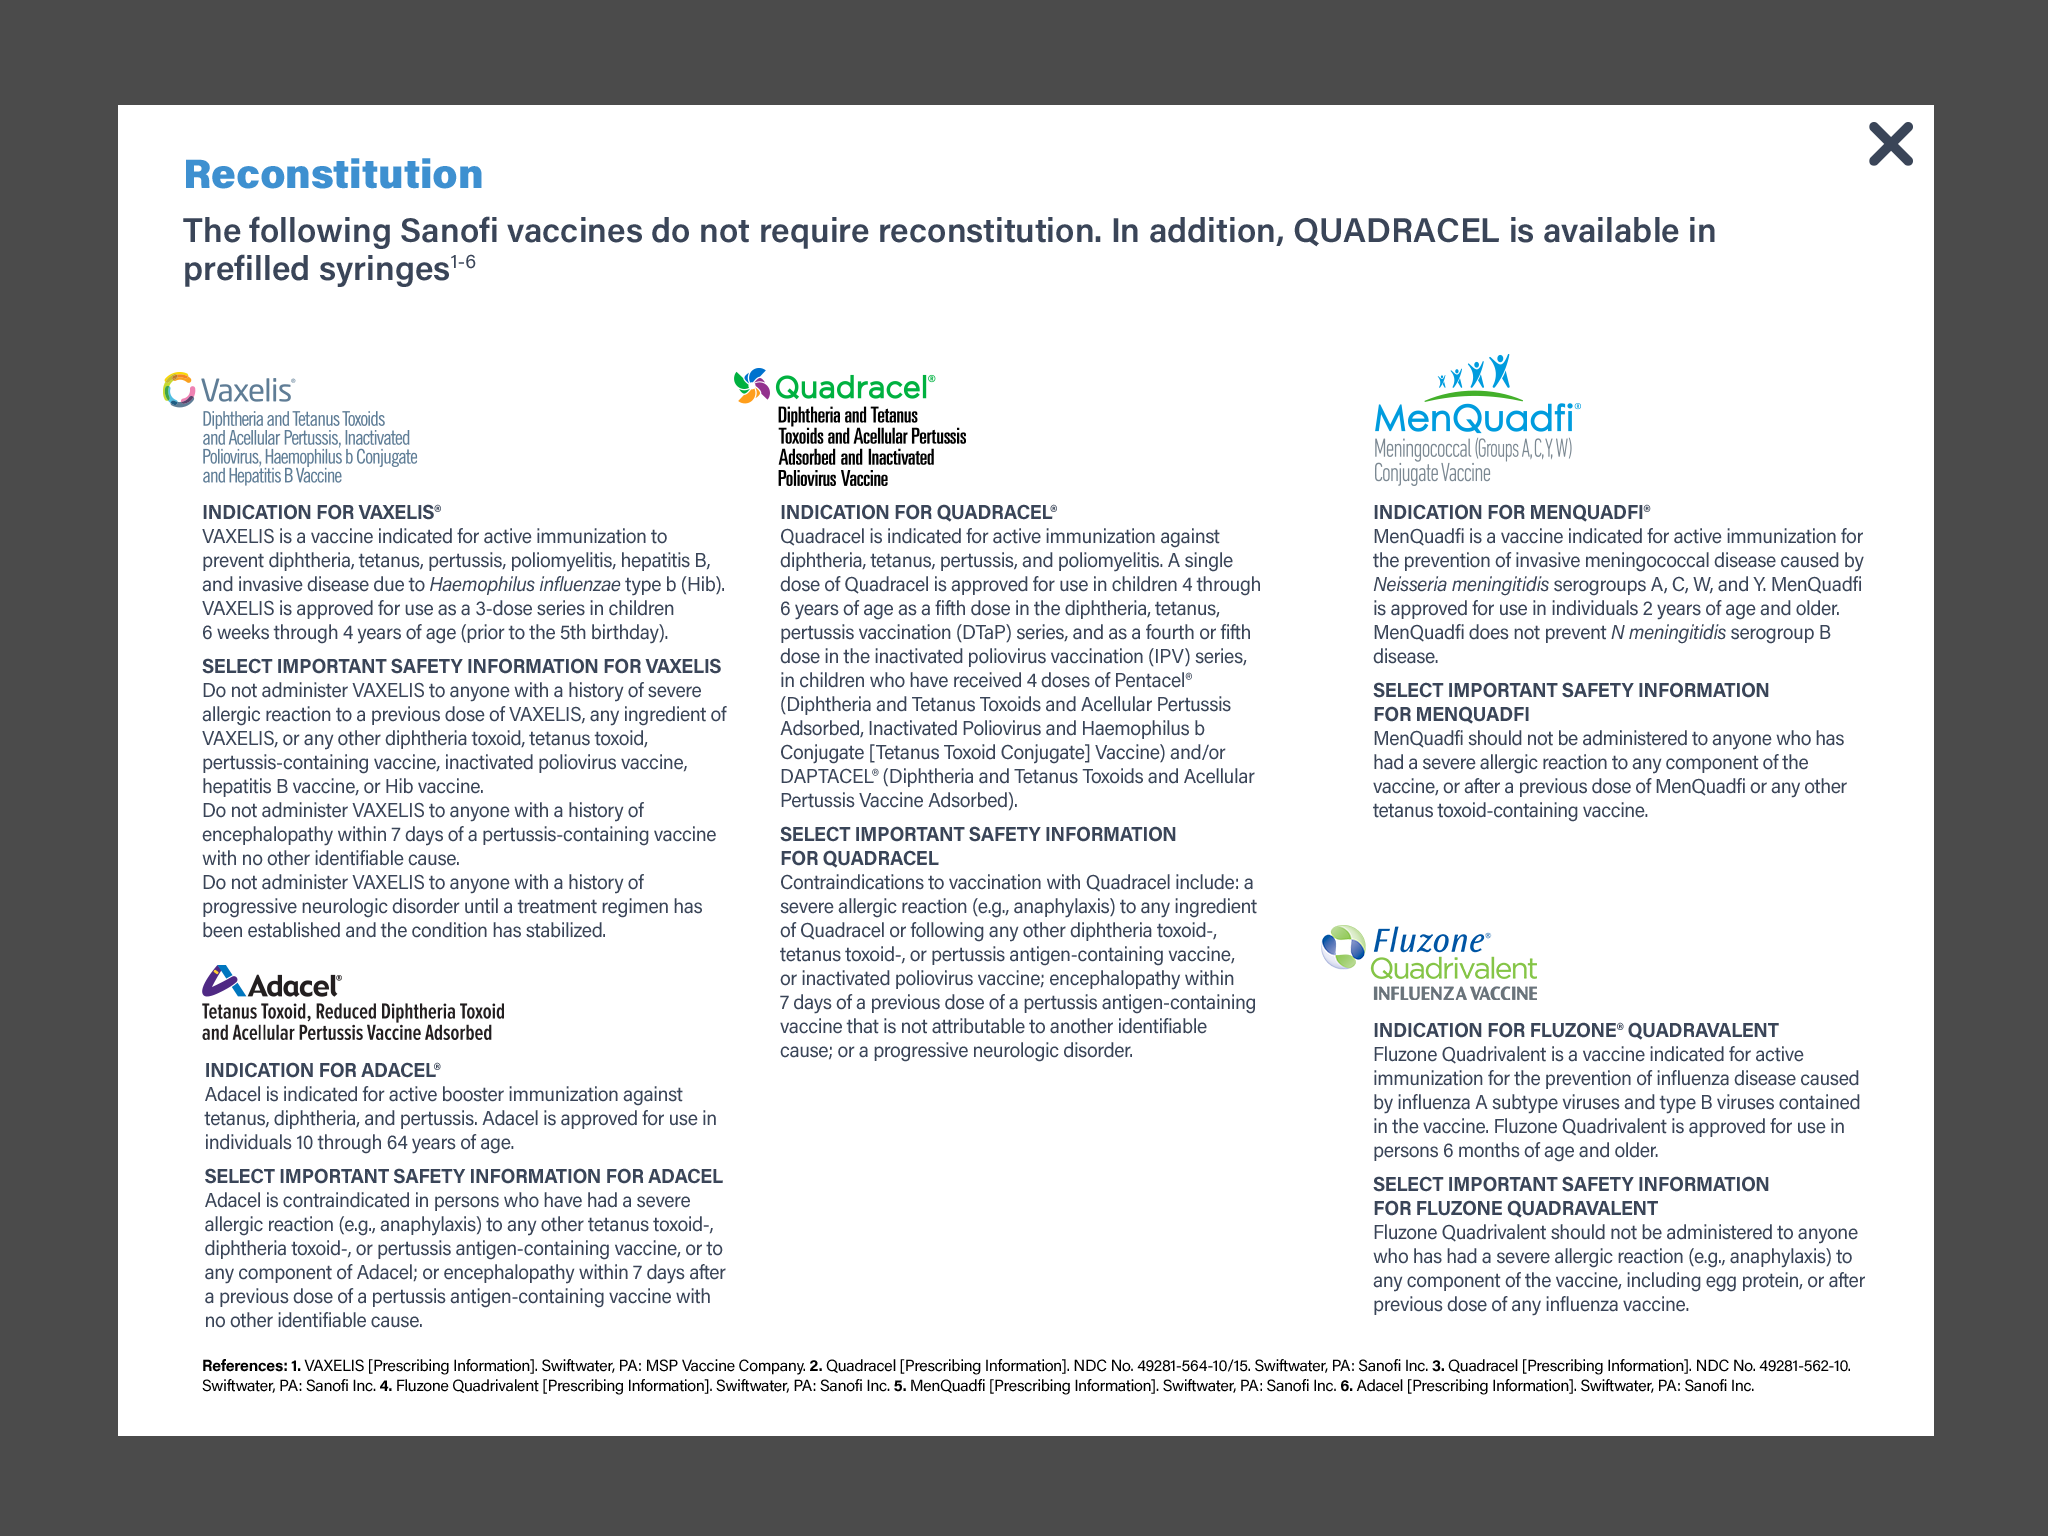 Reconstitution
The following Sanofi vaccines do not require reconstitution. In addition, QUADRACEL is available in
prefilled syringes1-6
Vaxelis®
Diphtheria and Tetanus Toxoids
and Acellular Pertussis, Inactivated
Poliovirus, Haemophilus b Conjugate
and Hepatitis B Vaccine
INDICATION FOR VAXELIS®
VAXELIS is a vaccine indicated for active immunization to
prevent diphtheria, tetanus, pertussis, poliomyelitis, hepatitis B,
and invasive disease due to Haemophilus influenzae type b (Hib).
VAXELIS is approved for use as a 3-dose series in children
6 weeks through 4 years of age (prior to the 5th birthday).
SELECT IMPORTANT SAFETY INFORMATION FOR VAXELIS
Do not administer VAXELIS to anyone with a history of severe
allergic reaction to a previous dose of VAXELIS, any ingredient of
VAXELIS, or any other diphtheria toxoid, tetanus toxoid,
pertussis-containing vaccine, inactivated poliovirus vaccine,
hepatitis B vaccine, or Hib vaccine.
Do not administer VAXELIS to anyone with a history of
encephalopathy within 7 days of a pertussis-containing vaccine
with no other identifiable cause.
Do not administer VAXELIS to anyone with a history of
progressive neurologic disorder until a treatment regimen has
been established and the condition has stabilized.
Adacel®
Tetanus Toxoid, Reduced Diphtheria Toxoid
and Acellular Pertussis Vaccine Adsorbed
INDICATION FOR ADACEL®
Adacel is indicated for active booster immunization against
tetanus, diphtheria, and pertussis. Adacel is approved for use in
individuals 10 through 64 years of age.
SELECT IMPORTANT SAFETY INFORMATION FOR ADACEL
Adacel is contraindicated in persons who have had a severe
allergic reaction (e.g., anaphylaxis) to any other tetanus toxoid-,
diphtheria toxoid-, or pertussis antigen-containing vaccine, or to
any component of Adacel; or encephalopathy within 7 days after
a previous dose of a pertussis antigen-containing vaccine with
no other identifiable cause.
Quadracel®
Diphtheria and Tetanus
Toxoids and Acellular Pertussis
Adsorbed and Inactivated
Poliovirus Vaccine
INDICATION FOR QUADRACEL®
Quadracel is indicated for active immunization against
diphtheria, tetanus, pertussis, and poliomyelitis. A single
dose of Quadracel is approved for use in children 4 through
6 years of age as a fifth dose in the diphtheria, tetanus,
pertussis vaccination (DTaP) series, and as a fourth or fifth
dose in the inactivated poliovirus vaccination (IPV) series,
in children who have received 4 doses of Pentacel®
(Diphtheria and Tetanus Toxoids and Acellular Pertussis
Adsorbed, Inactivated Poliovirus and Haemophilus b
Conjugate [Tetanus Toxoid Conjugate] Vaccine) and/or
DAPTACEL® (Diphtheria and Tetanus Toxoids and Acellular
Pertussis Vaccine Adsorbed).
SELECT IMPORTANT SAFETY INFORMATION
FOR QUADRACEL
Contraindications to vaccination with Quadracel include: a
severe allergic reaction (e.g., anaphylaxis) to any ingredient
of Quadracel or following any other diphtheria toxoid-,
tetanus toxoid-, or pertussis antigen-containing vaccine,
or inactivated poliovirus vaccine; encephalopathy within
7 days of a previous dose of a pertussis antigen-containing
vaccine that is not attributable to another identifiable
cause; or a progressive neurologic disorder.
MenQuadfi®
Meningococcal (Groups A, C, Y, W)
Conjugate Vaccine
INDICATION FOR MENQUADFI®
MenQuadfi is a vaccine indicated for active immunization for
the prevention of invasive meningococcal disease caused by
Neisseria meningitidis serogroups A, C, W, and Y. MenQuadfi
is approved for use in individuals 2 years of age and older.
MenQuadfi does not prevent N meningitidis serogroup B
disease.
SELECT IMPORTANT SAFETY INFORMATION
FOR MENQUADFI
MenQuadfi should not be administered to anyone who has
had a severe allergic reaction to any component of the
vaccine, or after a previous dose of MenQuadfi or any other
tetanus toxoid-containing vaccine.
Fluzone®
Quadrivalent
INFLUENZA VACCINE
INDICATION FOR FLUZONE® QUADRAVALENT
Fluzone Quadrivalent is a vaccine indicated for active
immunization for the prevention of influenza disease caused
by influenza A subtype viruses and type B viruses contained
in the vaccine. Fluzone Quadrivalent is approved for use in
persons 6 months of age and older.
SELECT IMPORTANT SAFETY INFORMATION
FOR FLUZONE QUADRAVALENT
Fluzone Quadrivalent should not be administered to anyone
who has had a severe allergic reaction (e.g., anaphylaxis) to
any component of the vaccine, including egg protein, or after
previous dose of any influenza vaccine.
References: 1. VAXELIS [Prescribing Information]. Swiftwater, PA: MSP Vaccine Company. 2. Quadracel [Prescribing Information]. NDC No. 49281-564-10/15. Swiftwater, PA: Sanofi Inc. 3. Quadracel [Prescribing Information]. NDC No. 49281-562-10.
Swiftwater, PA: Sanofi Inc. 4. Fluzone Quadrivalent [Prescribing Information]. Swiftwater, PA: Sanofi Inc. 5. MenQuadfi [Prescribing Information]. Swiftwater, PA: Sanofi Inc. 6. Adacel [Prescribing Information]. Swiftwater, PA: Sanofi Inc.